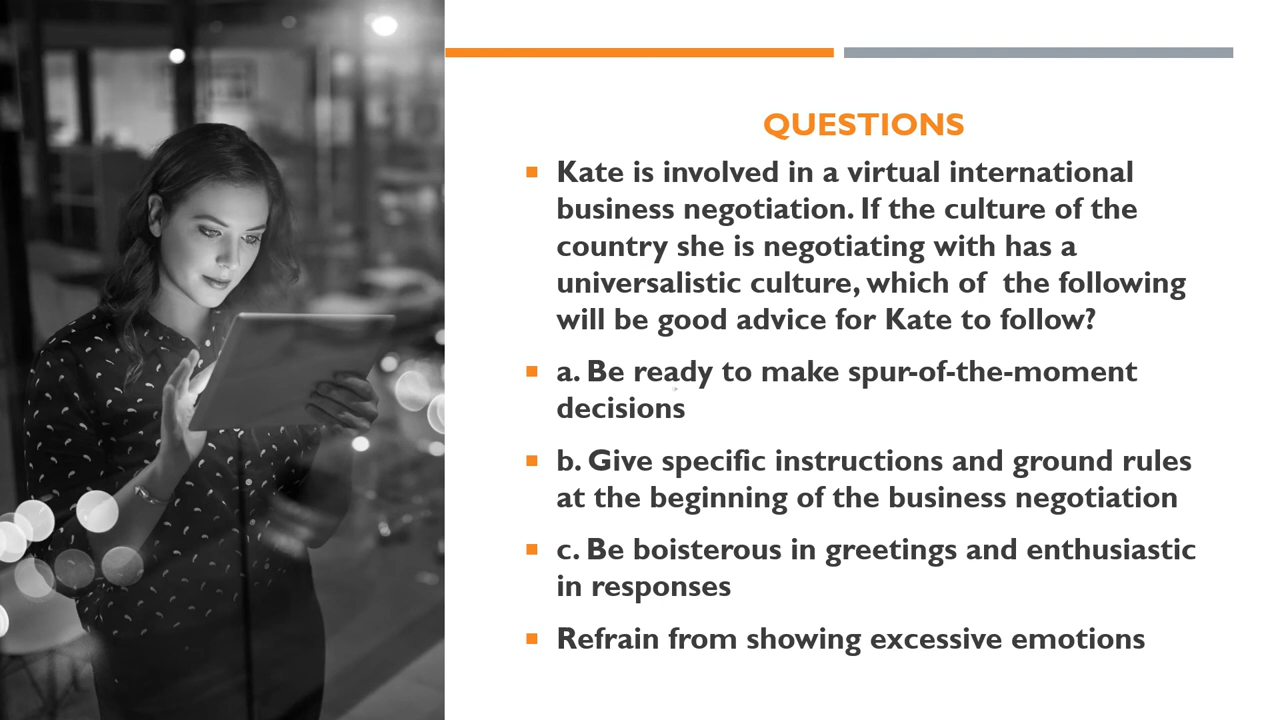 QUESTIONS
Kate is involved in a virtual international
business negotiation. If the culture of the
country she is negotiating with has a
universalistic culture, which of  the following
will be good advice for Kate to follow?
a. Be ready to make spur-of-the-moment
decisions
b. Give specific instructions and ground rules
at the beginning of the business negotiation
c. Be boisterous in greetings and enthusiastic
in responses
Refrain from showing excessive emotions